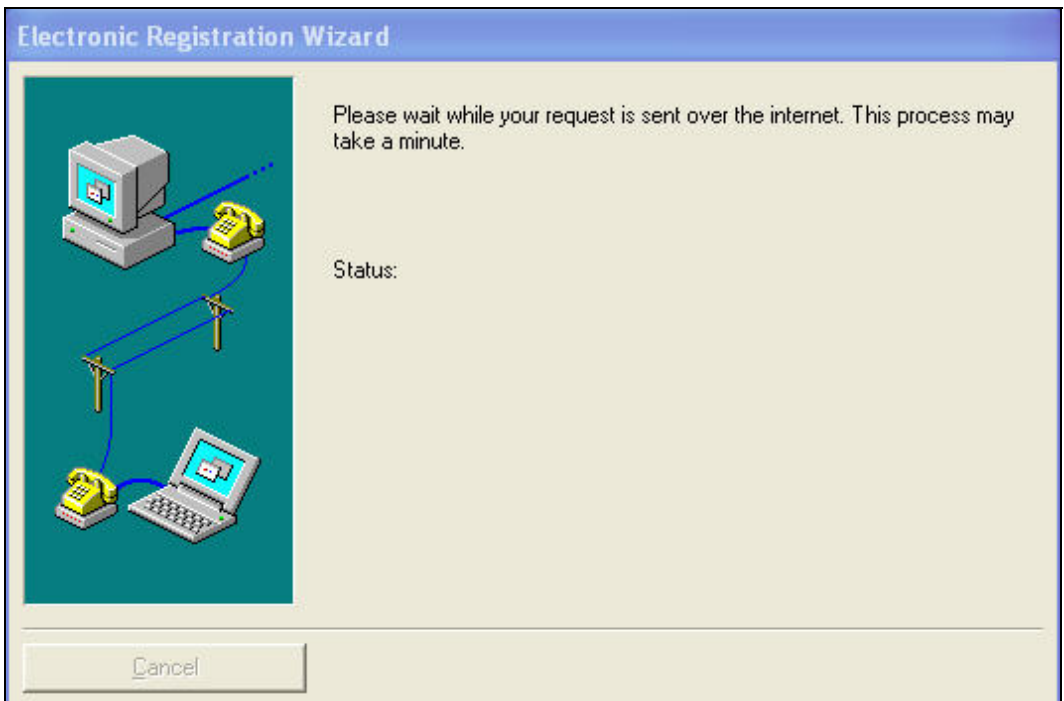 Electronic Registration Wizard
Please wait while your request is sent over the internet. This process may
take a minute.
Status:
Cancel